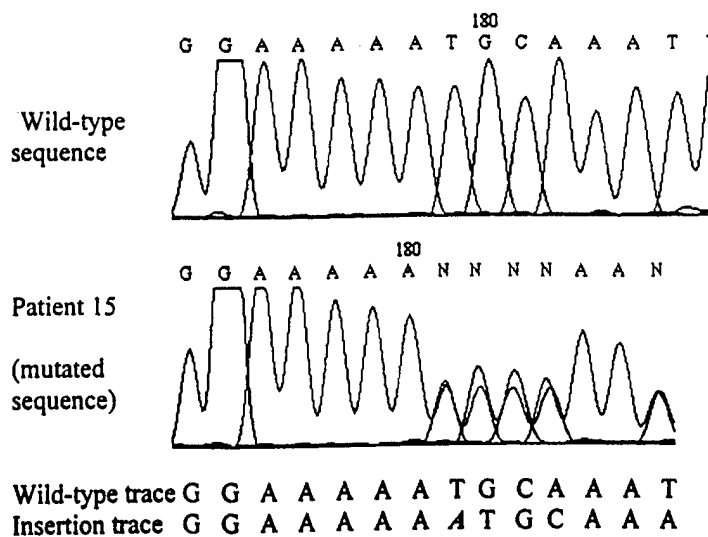 180
G G A A A A A T G C A A A T
Wild-type
sequence
180
G G A A A A A N N N N A A N
Patient 15
(mutated
sequence)
Wild-type trace G G A A A A A T G C A A A T
Insertion trace G G A A A A A A T G C A A A